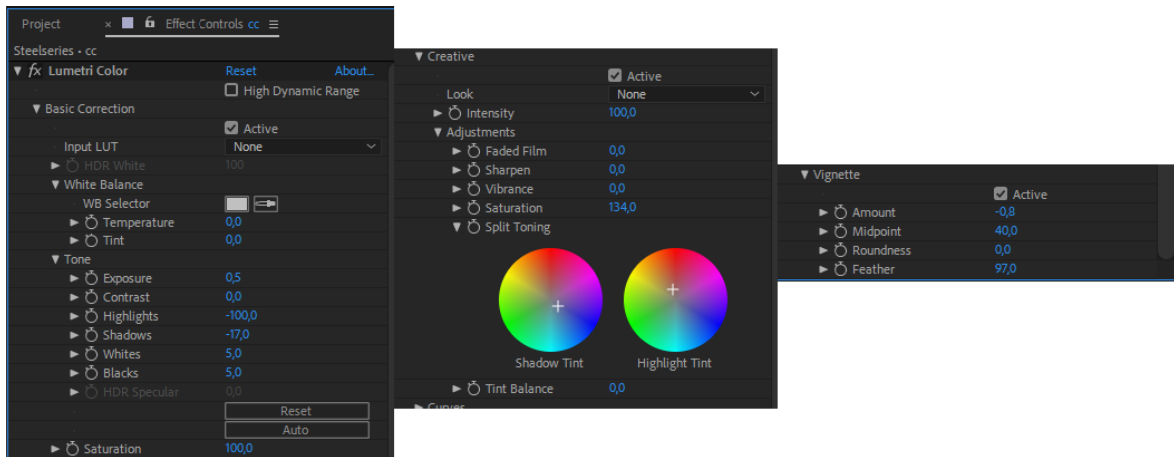 Project × Effect Controls cc ≡
Steelseries • cc
fx Lumetri Color Reset About...
High Dynamic Range
Basic Correction
Active
Input LUT None
HDR White 100
White Balance
WB Selector
Temperature 0,0
Tint 0,0
Tone
Exposure 0,5
Contrast 0,0
Highlights -100,0
Shadows -17,0
Whites 5,0
Blacks 5,0
HDR Specular 0,0
Reset
Auto
Saturation 100,0
Creative
Active
Look None
Intensity 100,0
Adjustments
Faded Film 0,0
Sharpen 0,0
Vibrance 0,0
Saturation 134,0
Split Toning
Shadow Tint Highlight Tint
Tint Balance 0,0
Curves
Vignette
Active
Amount -0,8
Midpoint 40,0
Roundness 0,0
Feather 97,0